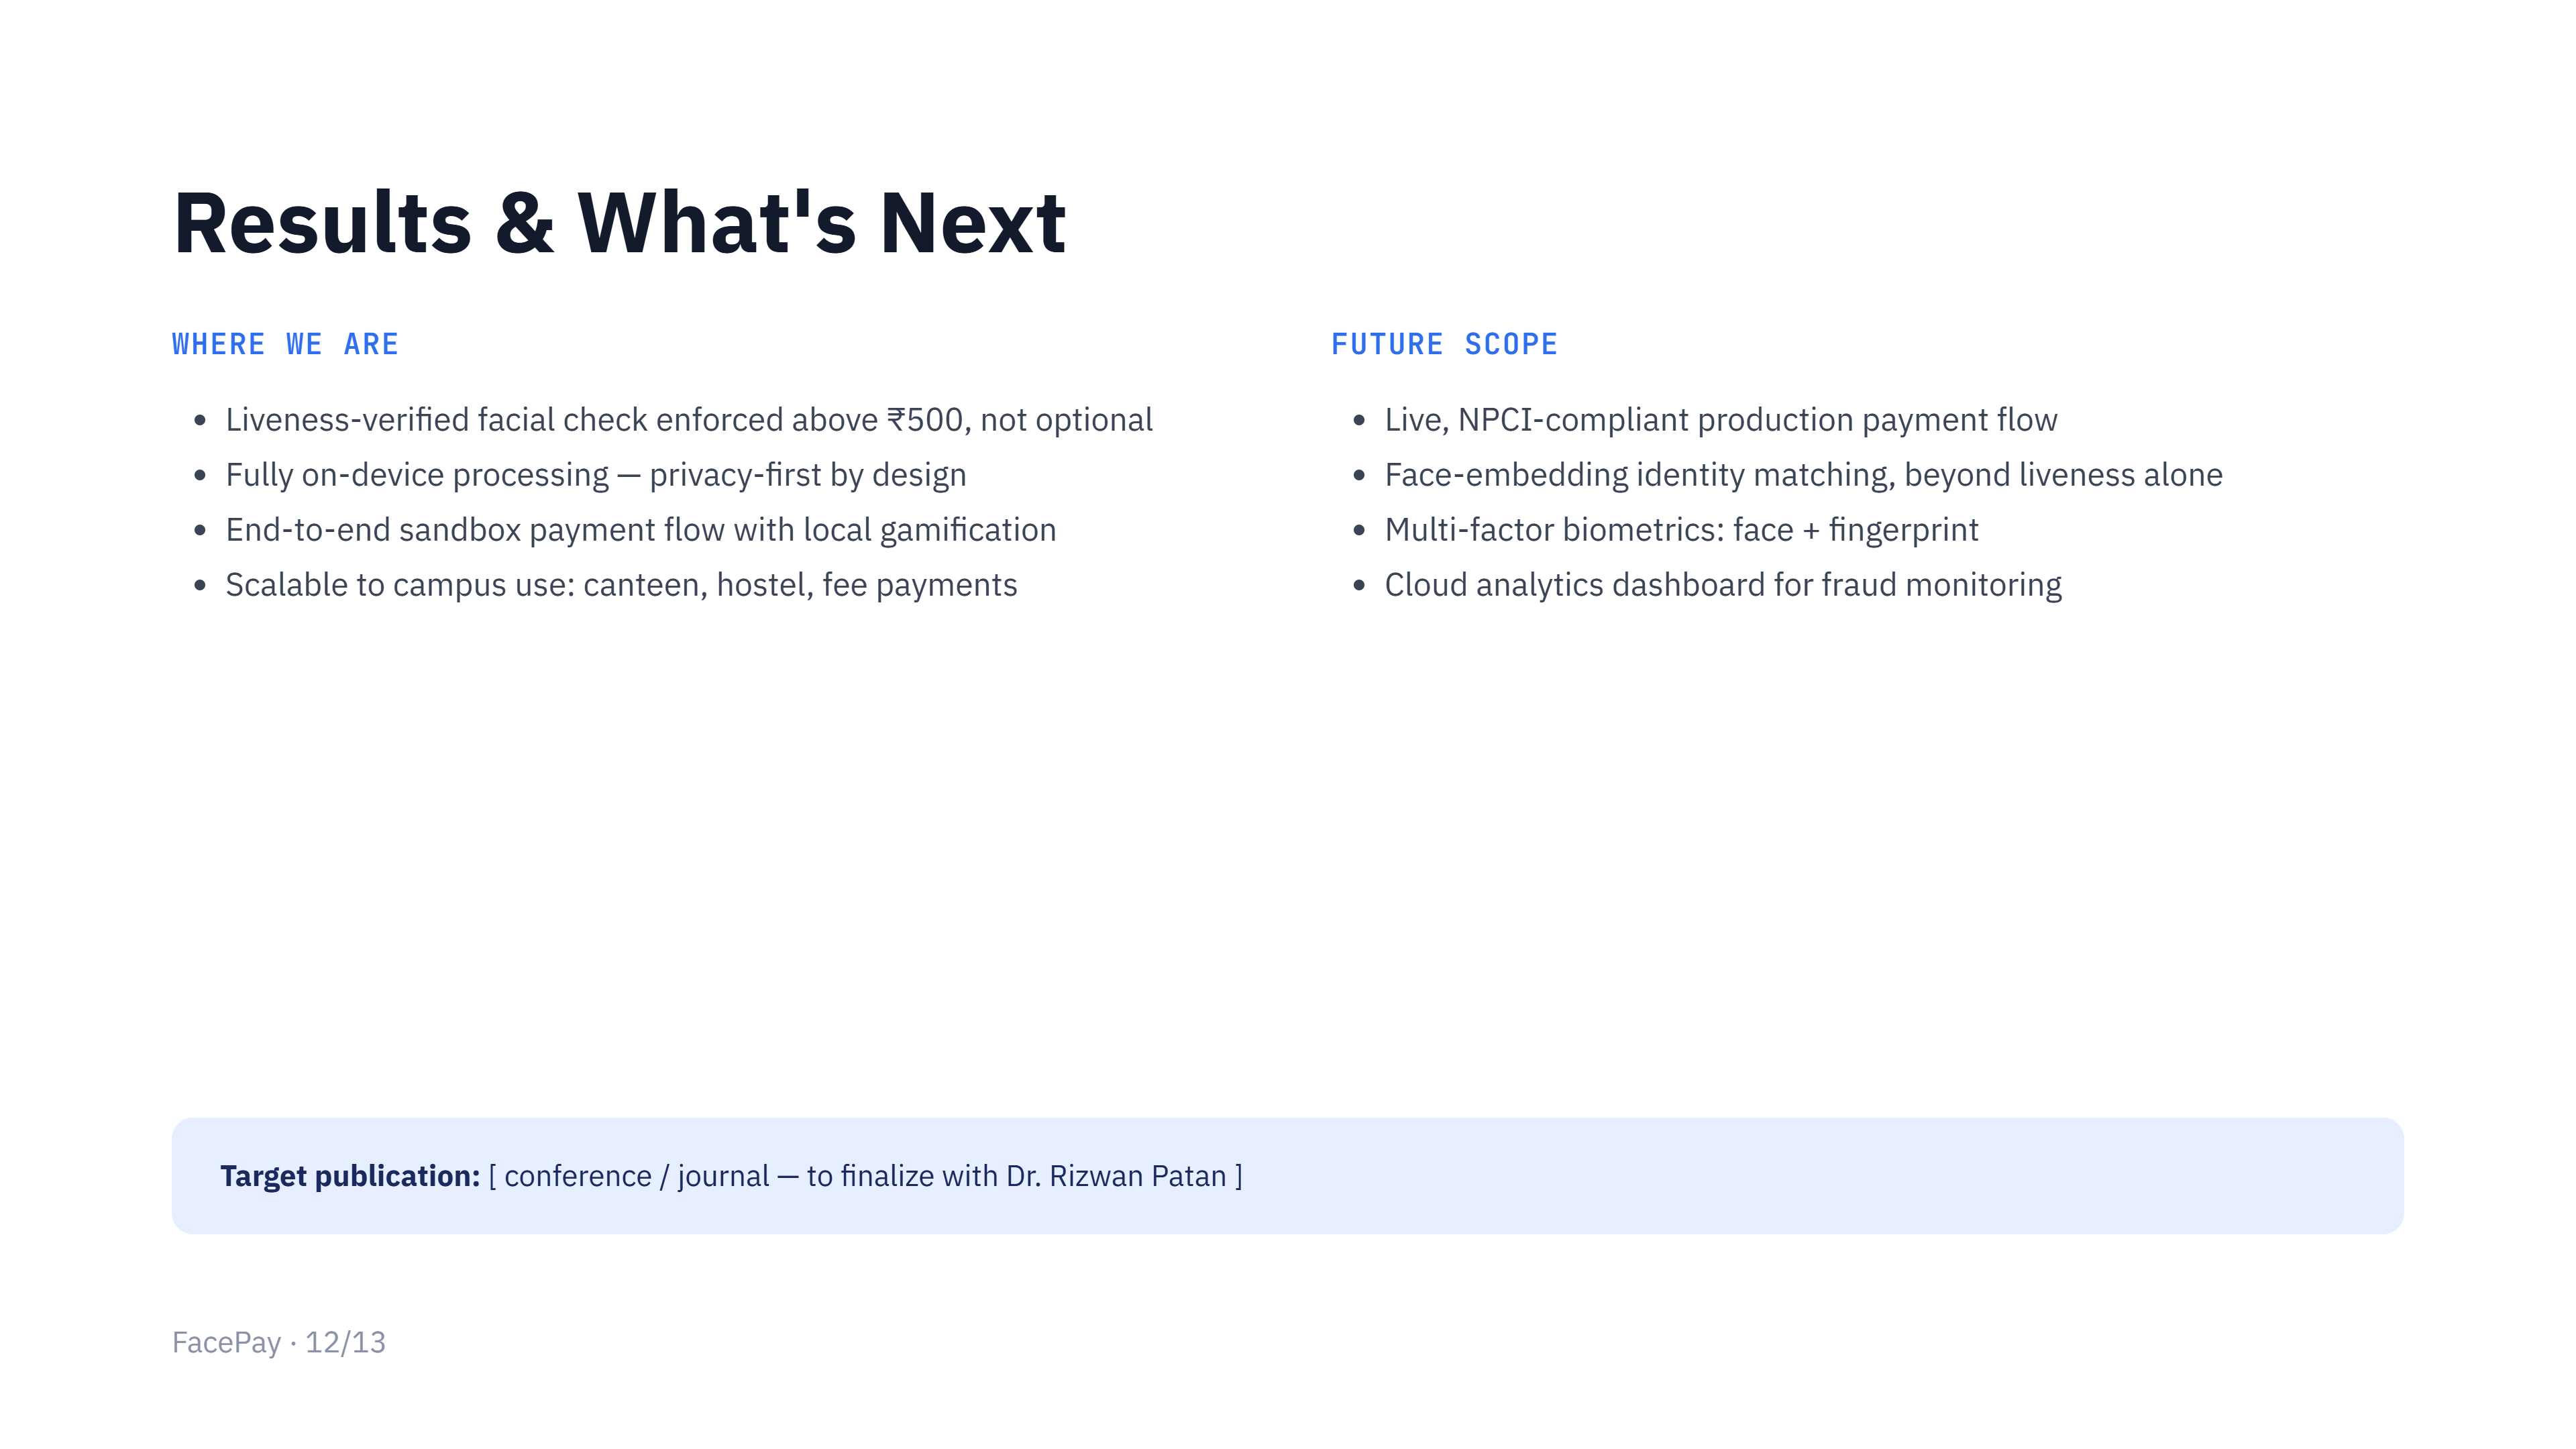 Results & What's Next
WHERE WE ARE
• Liveness-verified facial check enforced above ₹500, not optional
• Fully on-device processing — privacy-first by design
• End-to-end sandbox payment flow with local gamification
• Scalable to campus use: canteen, hostel, fee payments
FUTURE SCOPE
• Live, NPCI-compliant production payment flow
• Face-embedding identity matching, beyond liveness alone
• Multi-factor biometrics: face + fingerprint
• Cloud analytics dashboard for fraud monitoring
Target publication: [ conference / journal — to finalize with Dr. Rizwan Patan ]
FacePay · 12/13